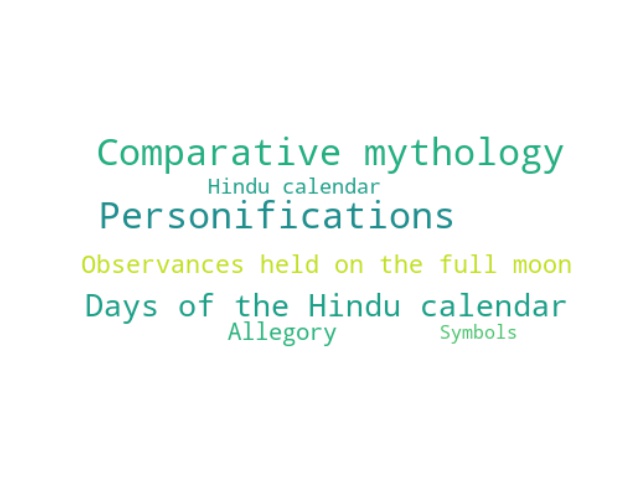 Comparative mythology
Hindu calendar
Personifications
Observances held on the full moon
Days of the Hindu calendar
Allegory Symbols